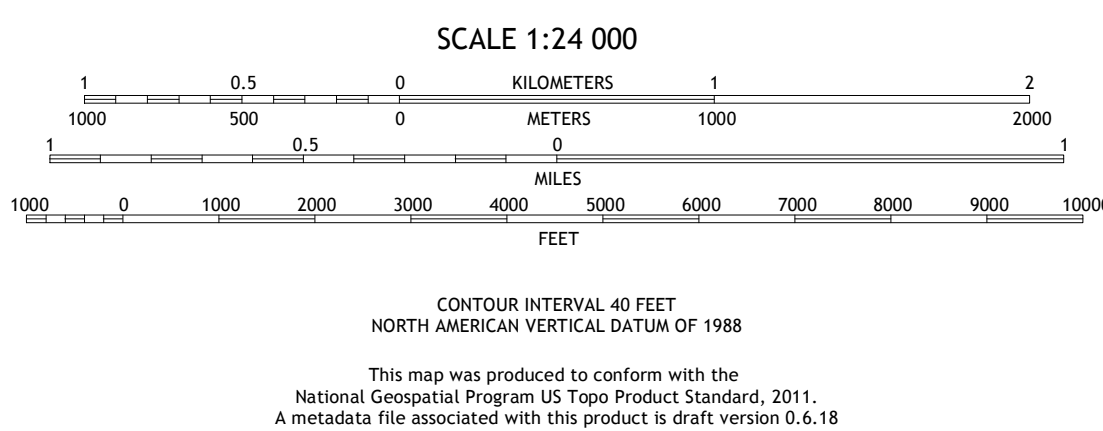 SCALE 1:24 000
1 0.5 0 KILOMETERS 1 2
1000 500 0 METERS 1000 2000
1 0.5 0 1
MILES
1000 0 1000 2000 3000 4000 5000 6000 7000 8000 9000 1000
FEET
CONTOUR INTERVAL 40 FEET
NORTH AMERICAN VERTICAL DATUM OF 1988
This map was produced to conform with the
National Geospatial Program US Topo Product Standard, 2011.
A metadata file associated with this product is draft version 0.6.18